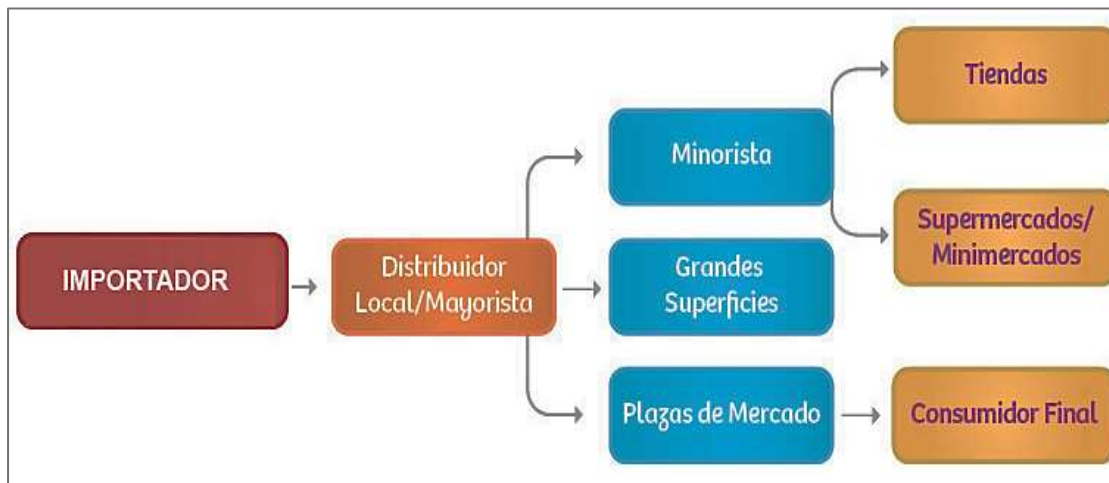 IMPORTADOR
Distribuidor
Local/Mayorista
Minorista
Grandes
Superficies
Plazas de Mercado
Tiendas
Supermercados/
Minimercados
Consumidor Final